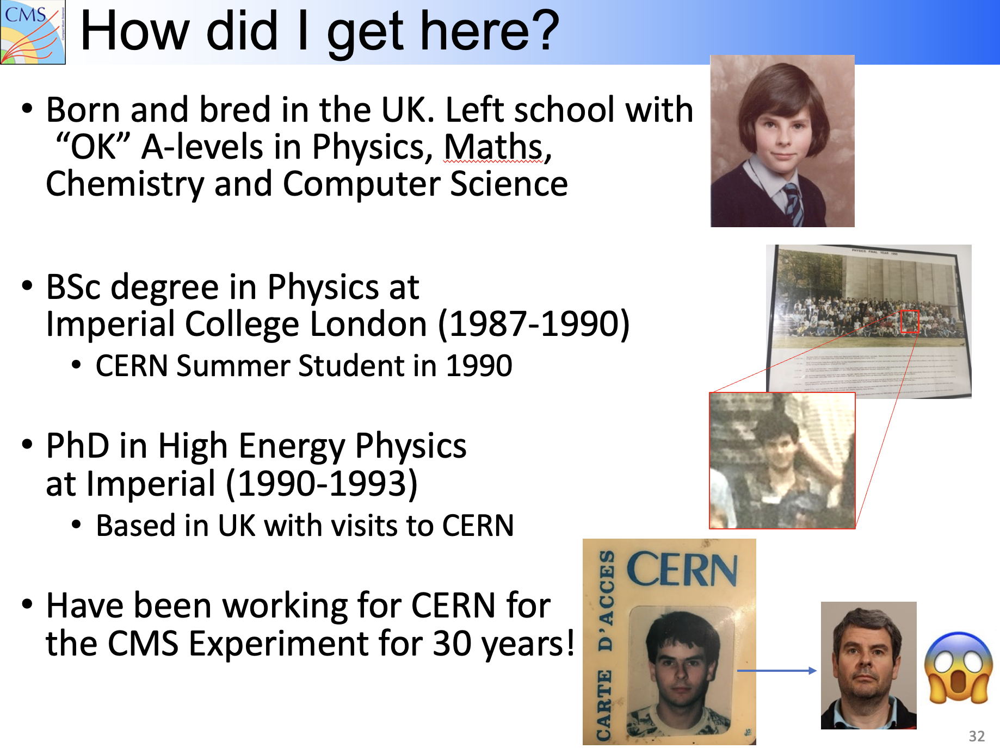 CMS
How did I get here?
• Born and bred in the UK. Left school with
“OK” A-levels in Physics, Maths,
Chemistry and Computer Science
PHYSICS FINAL YEAR 1990
• BSc degree in Physics at
Imperial College London (1987-1990)
• CERN Summer Student in 1990
• PhD in High Energy Physics
at Imperial (1990-1993)
• Based in UK with visits to CERN
• Have been working for CERN for
the CMS Experiment for 30 years!
CERN
CARTE D'ACCES
32